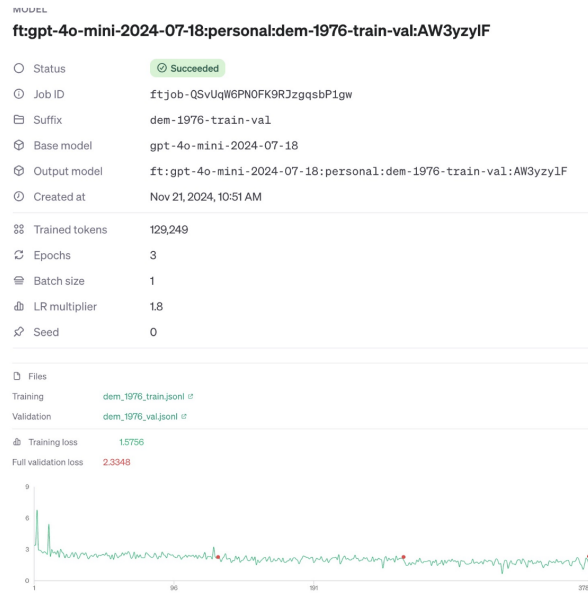 MODEL
ft:gpt-4o-mini-2024-07-18:personal:dem-1976-train-val:AW3yzylF
Status Succeeded
Job ID ftjob-QSvUqW6PNOFK9RJzgqsbP1gw
Suffix dem-1976-train-val
Base model gpt-4o-mini-2024-07-18
Output model ft:gpt-4o-mini-2024-07-18:personal:dem-1976-train-val:AW3yzylF
Created at Nov 21, 2024, 10:51 AM
Trained tokens 129,249
Epochs 3
Batch size 1
LR multiplier 1.8
Seed 0
Files
Training dem_1976_train.jsonl
Validation dem_1976_val.jsonl
Training loss 1.5756
Full validation loss 2.3348
9
6
3
0
1 96 191 378